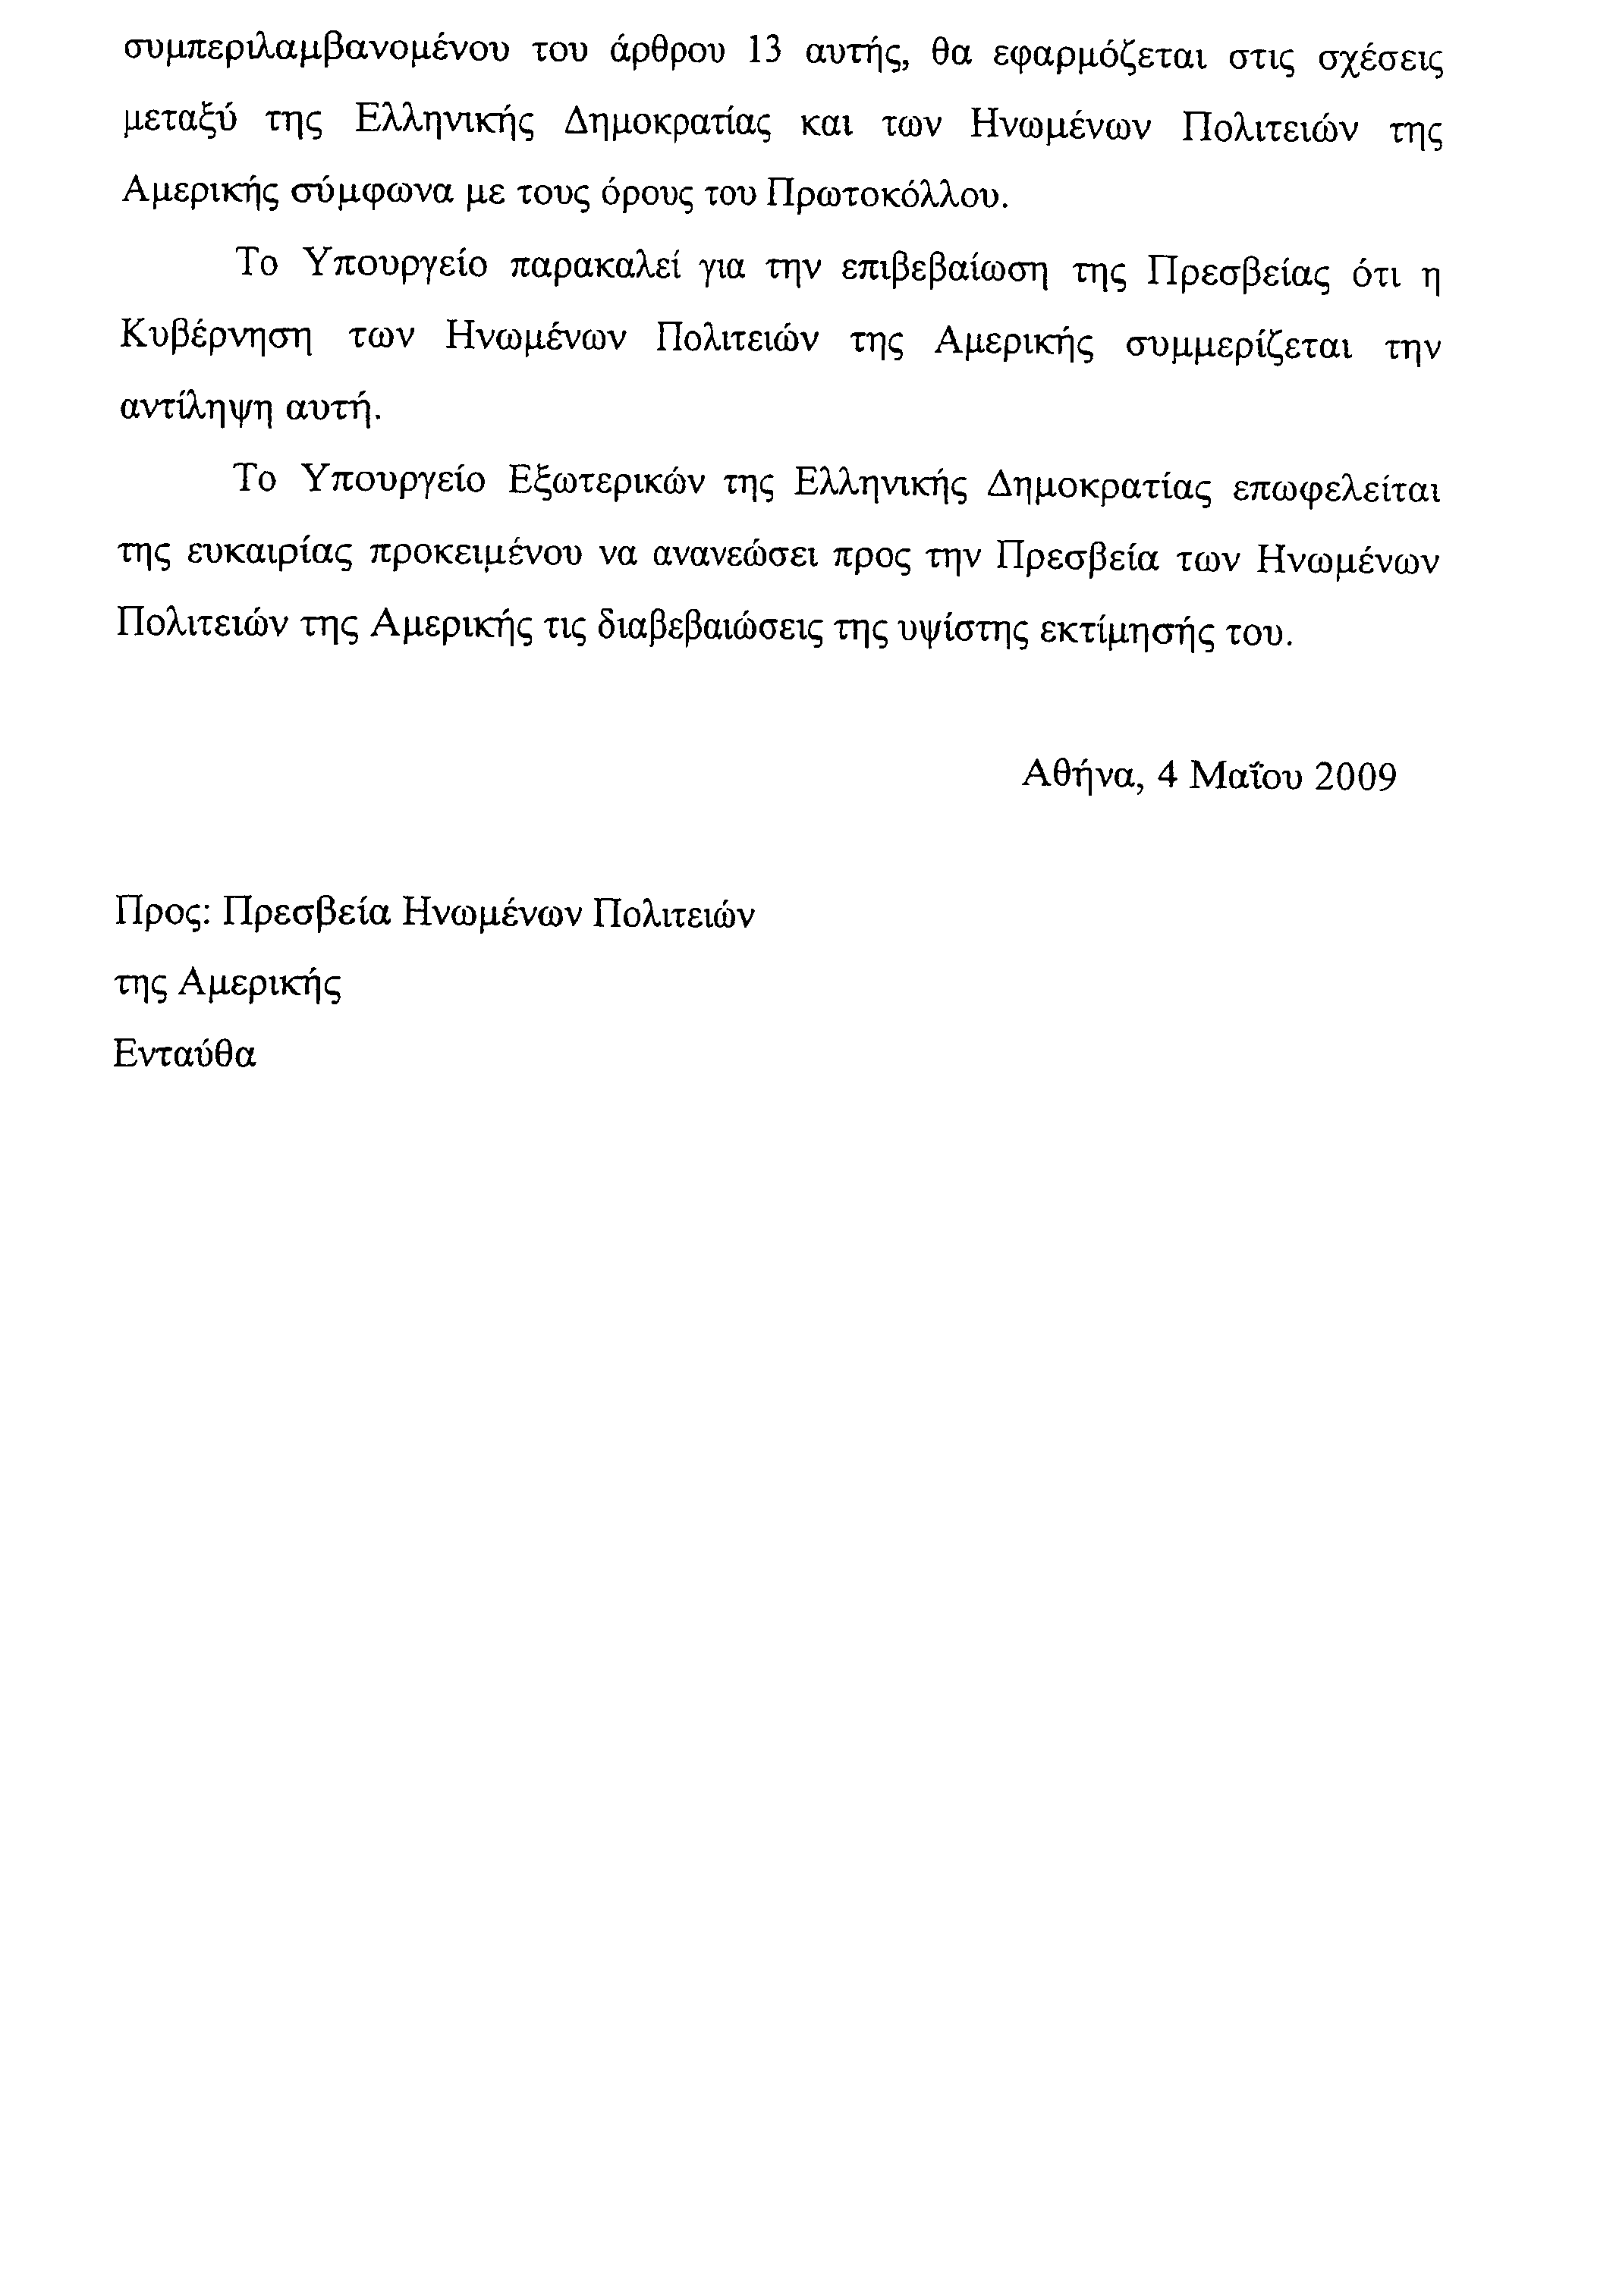 συμπεριλαμβανομένου του άρθρου 13 αυτής, θα εφαρμόζεται στις σχέσεις
μεταξύ της Ελληνικής Δημοκρατίας και των Ηνωμένων Πολιτειών της
Αμερικής σύμφωνα με τους όρους του Πρωτοκόλλου.
Το Υπουργείο παρακαλεί για την επιβεβαίωση της Πρεσβείας ότι η
Κυβέρνηση των Ηνωμένων Πολιτειών της Αμερικής συμμερίζεται την
αντίληψη αυτή.
Το Υπουργείο Εξωτερικών της Ελληνικής Δημοκρατίας επωφελείται
της ευκαιρίας προκειμένου να ανανεώσει προς την Πρεσβεία των Ηνωμένων
Πολιτειών της Αμερικής τις διαβεβαιώσεις της υψίστης εκτίμησής του.
Αθήνα, 4 Μαΐου 2009
Προς: Πρεσβεία Ηνωμένων Πολιτειών
της Αμερικής
Ενταύθα